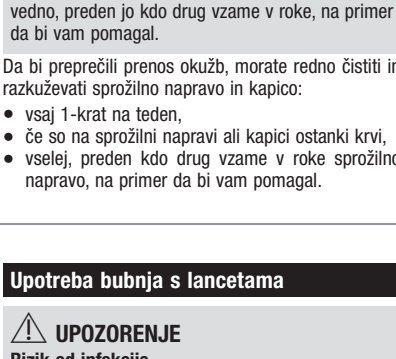 vedno, preden jo kdo drug vzame v roke, na primer
da bi vam pomagal.
Da bi preprečili prenos okužb, morate redno čistiti in
razkuževati sprožilno napravo in kapico:
• vsaj 1-krat na teden,
• če so na sprožilni napravi ali kapici ostanki krvi,
• vselej, preden kdo drug vzame v roke sprožilno
napravo, na primer da bi vam pomagal.
Upotreba bubnja s lancetama
UPOZORENJE
Rizik od infekcije